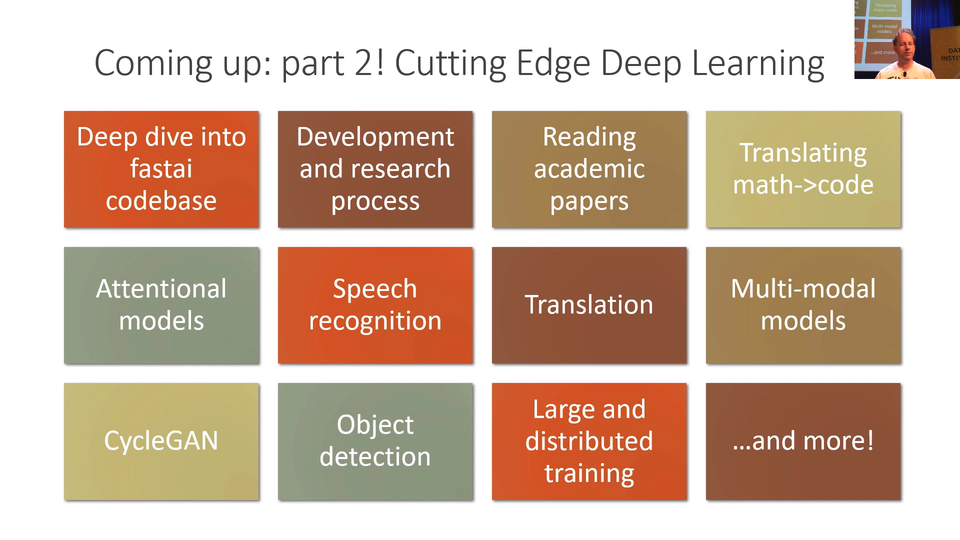 Coming up: part 2! Cutting Edge Deep Learning
Deep dive into
fastai
codebase
Development
and research
process
Reading
academic
papers
Translating
math->code
Attentional
models
Speech
recognition
Translation
Multi-modal
models
CycleGAN
Object
detection
Large and
distributed
training
...and more!